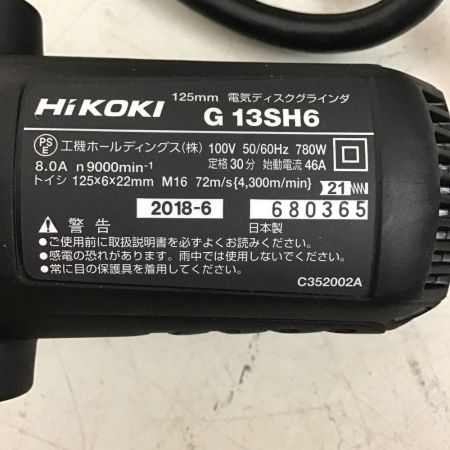 HiKOKI 125mm 電気ディスクグラインダ
G 13SH6
PS E 工機ホールディングス(株) 100V 50/60Hz 780W
8.0A n 9000min⁻¹ 定格30分 始動電流46A
トイシ 125×6×22mm M16 72m/s{4,300m/min} 21
2018-6 680365
警告 日本製
●ご使用前に取扱説明書を必ずよくお読みください。
●感電の恐れがあります。雨中では使用しないでください。
●常に目の保護具を着用してください。
C352002A